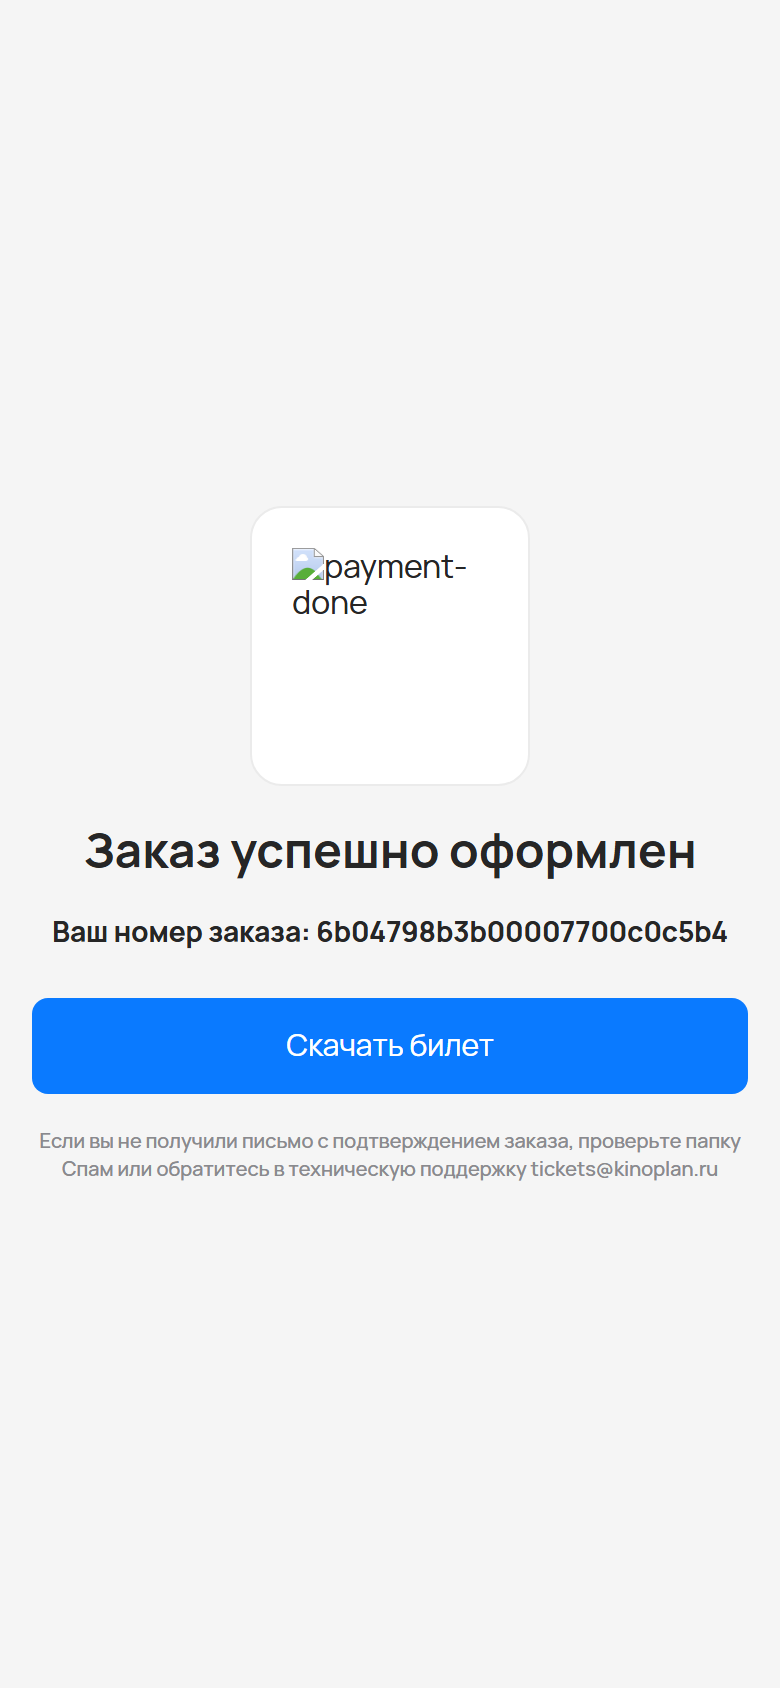 payment-
done
Заказ успешно оформлен
Ваш номер заказа: 6b04798b3b00007700c0c5b4
Скачать билет
Если вы не получили письмо с подтверждением заказа, проверьте папку
Спам или обратитесь в техническую поддержку tickets@kinoplan.ru